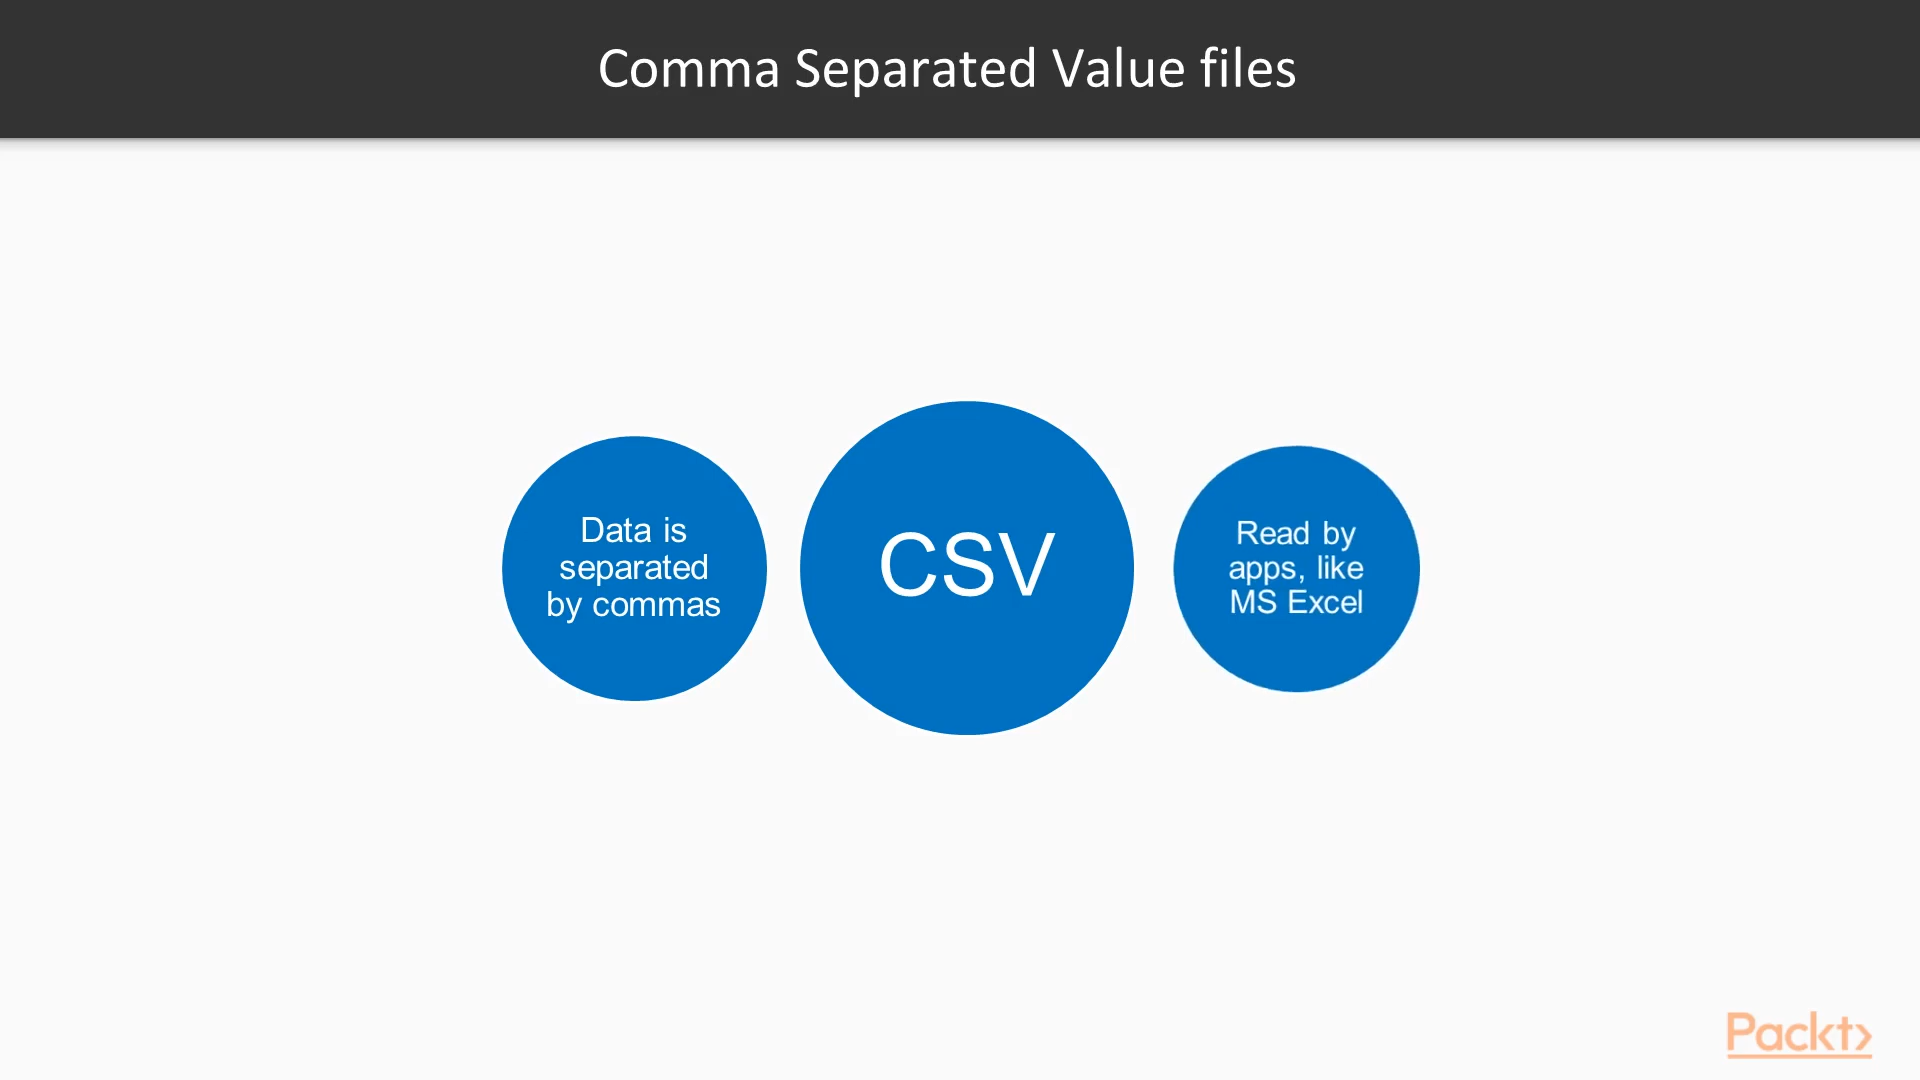 Comma Separated Value files
Data is
separated
by commas
CSV
Read by
apps, like
MS Excel
Packt>